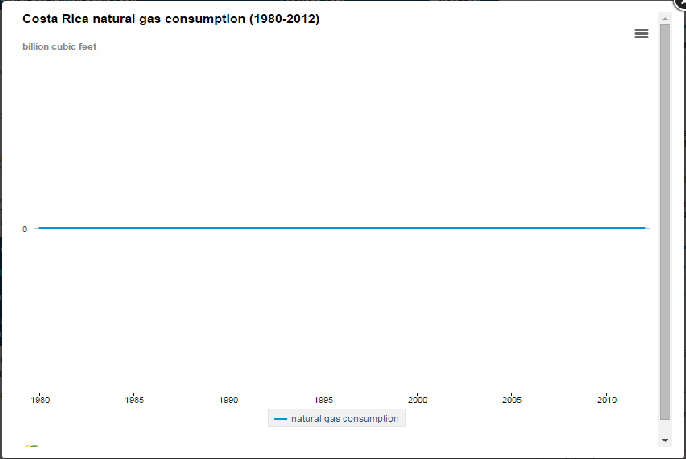 Costa Rica natural gas consumption (1980-2012)
billion cubic feet
0
1980 1985 1990 1995 2000 2005 2010
natural gas consumption